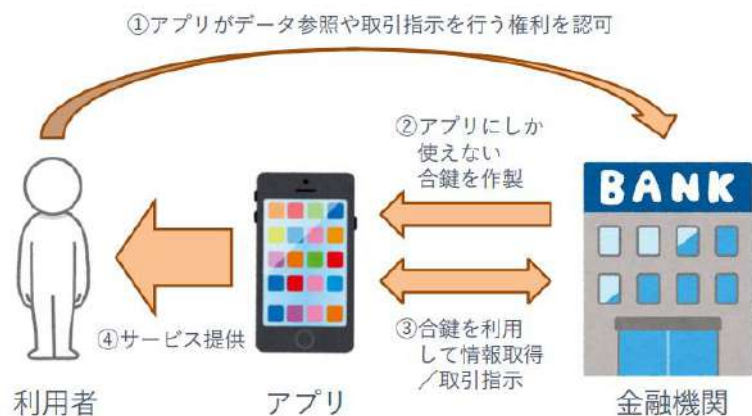 ①アプリがデータ参照や取引指示を行う権利を認可
②アプリにしか
使えない
合鍵を作製
BANK
③合鍵を利用
して情報取得
／取引指示
④サービス提供
利用者
アプリ
金融機関